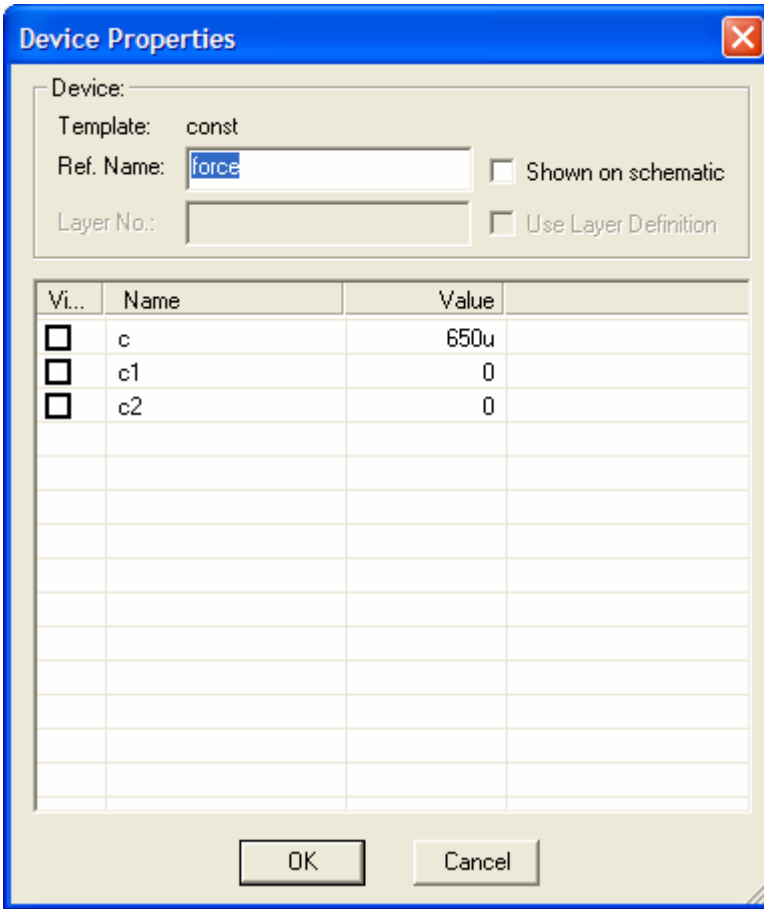 Device Properties
Device:
Template: const
Ref. Name: force Shown on schematic
Layer No.: Use Layer Definition
Vi... Name Value
c 650u
c1 0
c2 0
OK Cancel